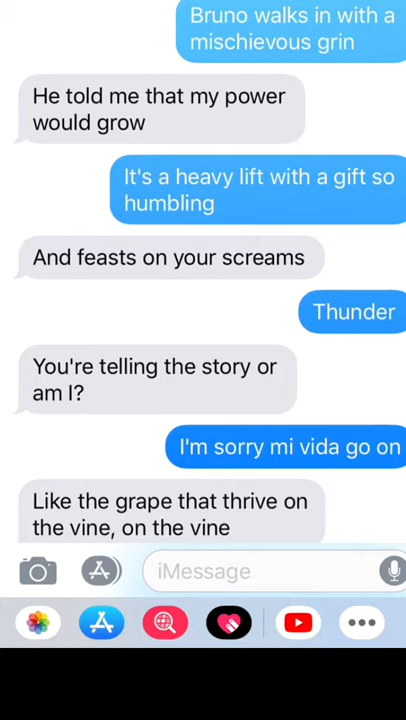 Bruno walks in with a
mischievous grin
He told me that my power
would grow
It's a heavy lift with a gift so
humbling
And feasts on your screams
Thunder
You're telling the story or
am I?
I'm sorry mi vida go on
Like the grape that thrive on
the vine, on the vine
iMessage